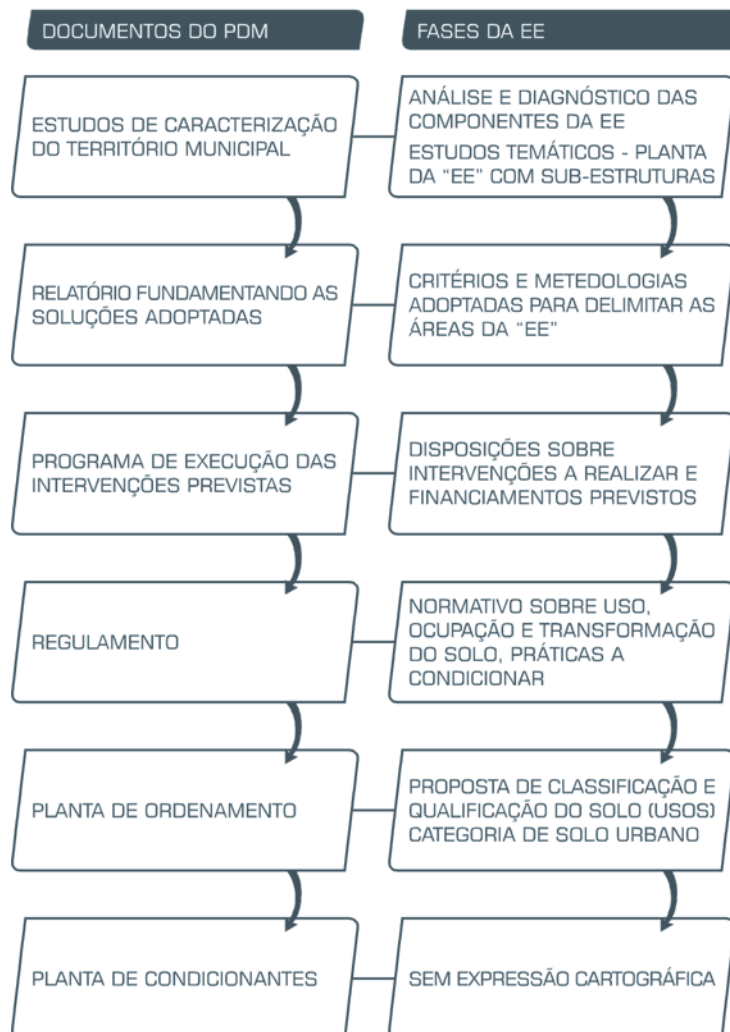 DOCUMENTOS DO PDM
FASES DA EE
ESTUDOS DE CARACTERIZAÇÃO
DO TERRITÓRIO MUNICIPAL
ANÁLISE E DIAGNÓSTICO DAS
COMPONENTES DA EE
ESTUDOS TEMÁTICOS - PLANTA
DA "EE" COM SUB-ESTRUTURAS
RELATÓRIO FUNDAMENTANDO AS
SOLUÇÕES ADOPTADAS
CRITÉRIOS E METEDOLOGIAS
ADOPTADAS PARA DELIMITAR AS
ÁREAS DA "EE"
PROGRAMA DE EXECUÇÃO DAS
INTERVENÇÕES PREVISTAS
DISPOSIÇÕES SOBRE
INTERVENÇÕES A REALIZAR E
FINANCIAMENTOS PREVISTOS
REGULAMENTO
NORMATIVO SOBRE USO,
OCUPAÇÃO E TRANSFORMAÇÃO
DO SOLO, PRÁTICAS A
CONDICIONAR
PLANTA DE ORDENAMENTO
PROPOSTA DE CLASSIFICAÇÃO E
QUALIFICAÇÃO DO SOLO (USOS)
CATEGORIA DE SOLO URBANO
PLANTA DE CONDICIONANTES
SEM EXPRESSÃO CARTOGRÁFICA